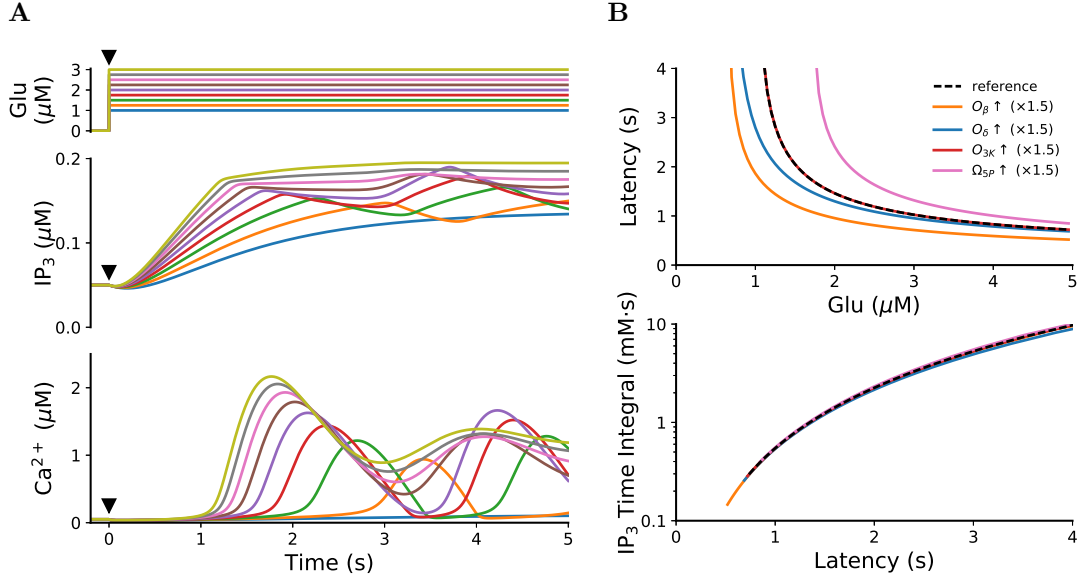 A
B
Glu
(μM)
3
2
1
0
IP3 (μM)
0.2
0.1
0.0
Ca2+ (μM)
2
1
0
0
1
2
3
4
5
Time (s)
Latency (s)
4
3
2
1
0
reference
Oβ↑ (×1.5)
Oδ↑ (×1.5)
O3K↑ (×1.5)
Ω5P↑ (×1.5)
0
1
2
3
4
5
Glu (μM)
IP3 Time Integral (mM·s)
10
1
0.1
0
1
2
3
4
Latency (s)